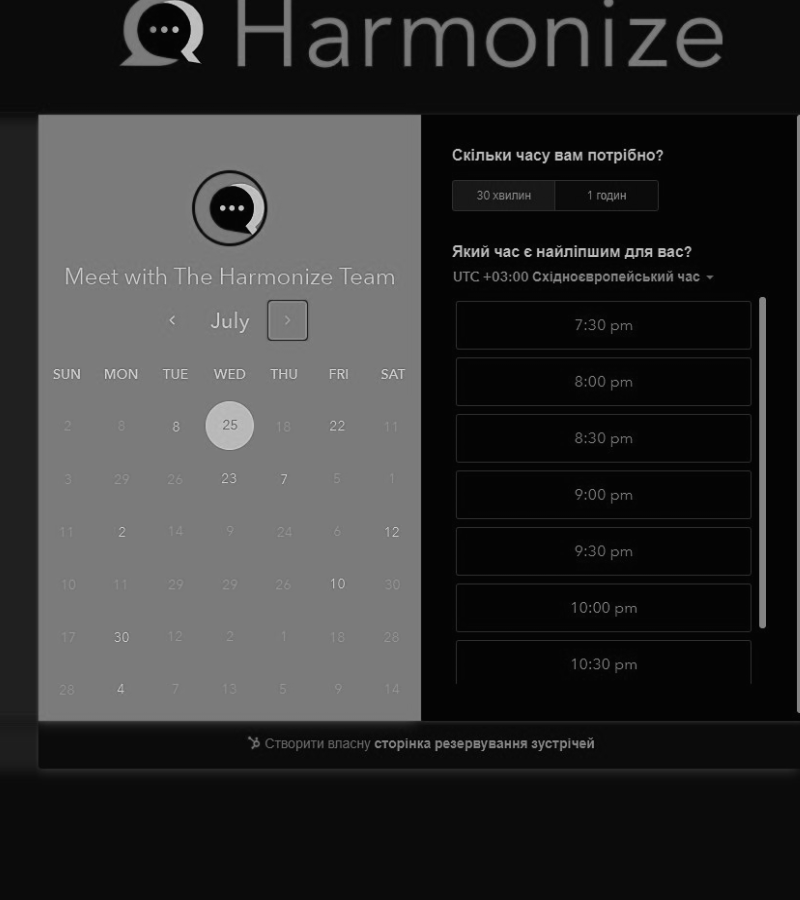 Harmonize
Meet with The Harmonize Team
July
SUN MON TUE WED THU FRI SAT
2 8 8 25 18 22 11
3 29 26 23 7 5 1
11 2 14 9 24 6 12
10 11 29 29 26 10 30
17 30 12 2 1 18 28
28 4 7 13 5 9 14
Скільки часу вам потрібно?
30 хвилин 1 годин
Який час є найліпшим для вас?
UTC +03:00 Східноєвропейський час
7:30 pm
8:00 pm
8:30 pm
9:00 pm
9:30 pm
10:00 pm
10:30 pm
Створити власну сторінка резервування зустрічей